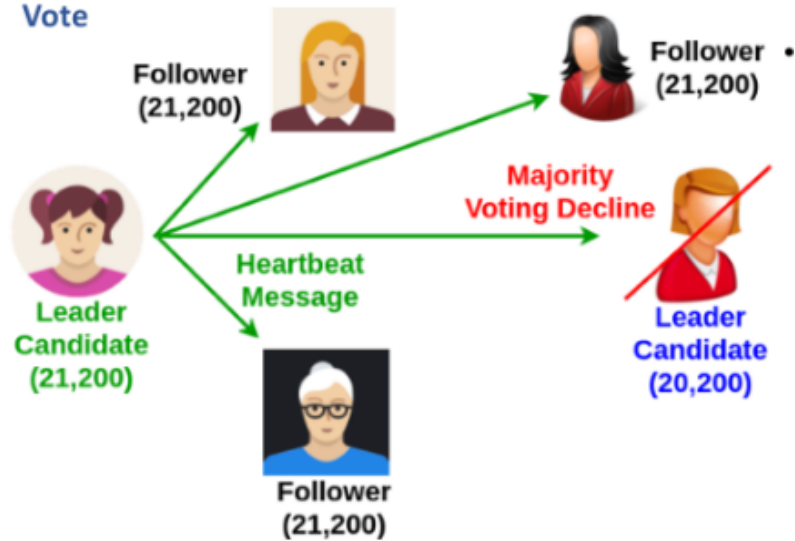 Vote
Follower
(21,200)
Follower •
(21,200)
Majority
Voting Decline
Heartbeat
Message
Leader
Candidate
(21,200)
Leader
Candidate
(20,200)
Follower
(21,200)